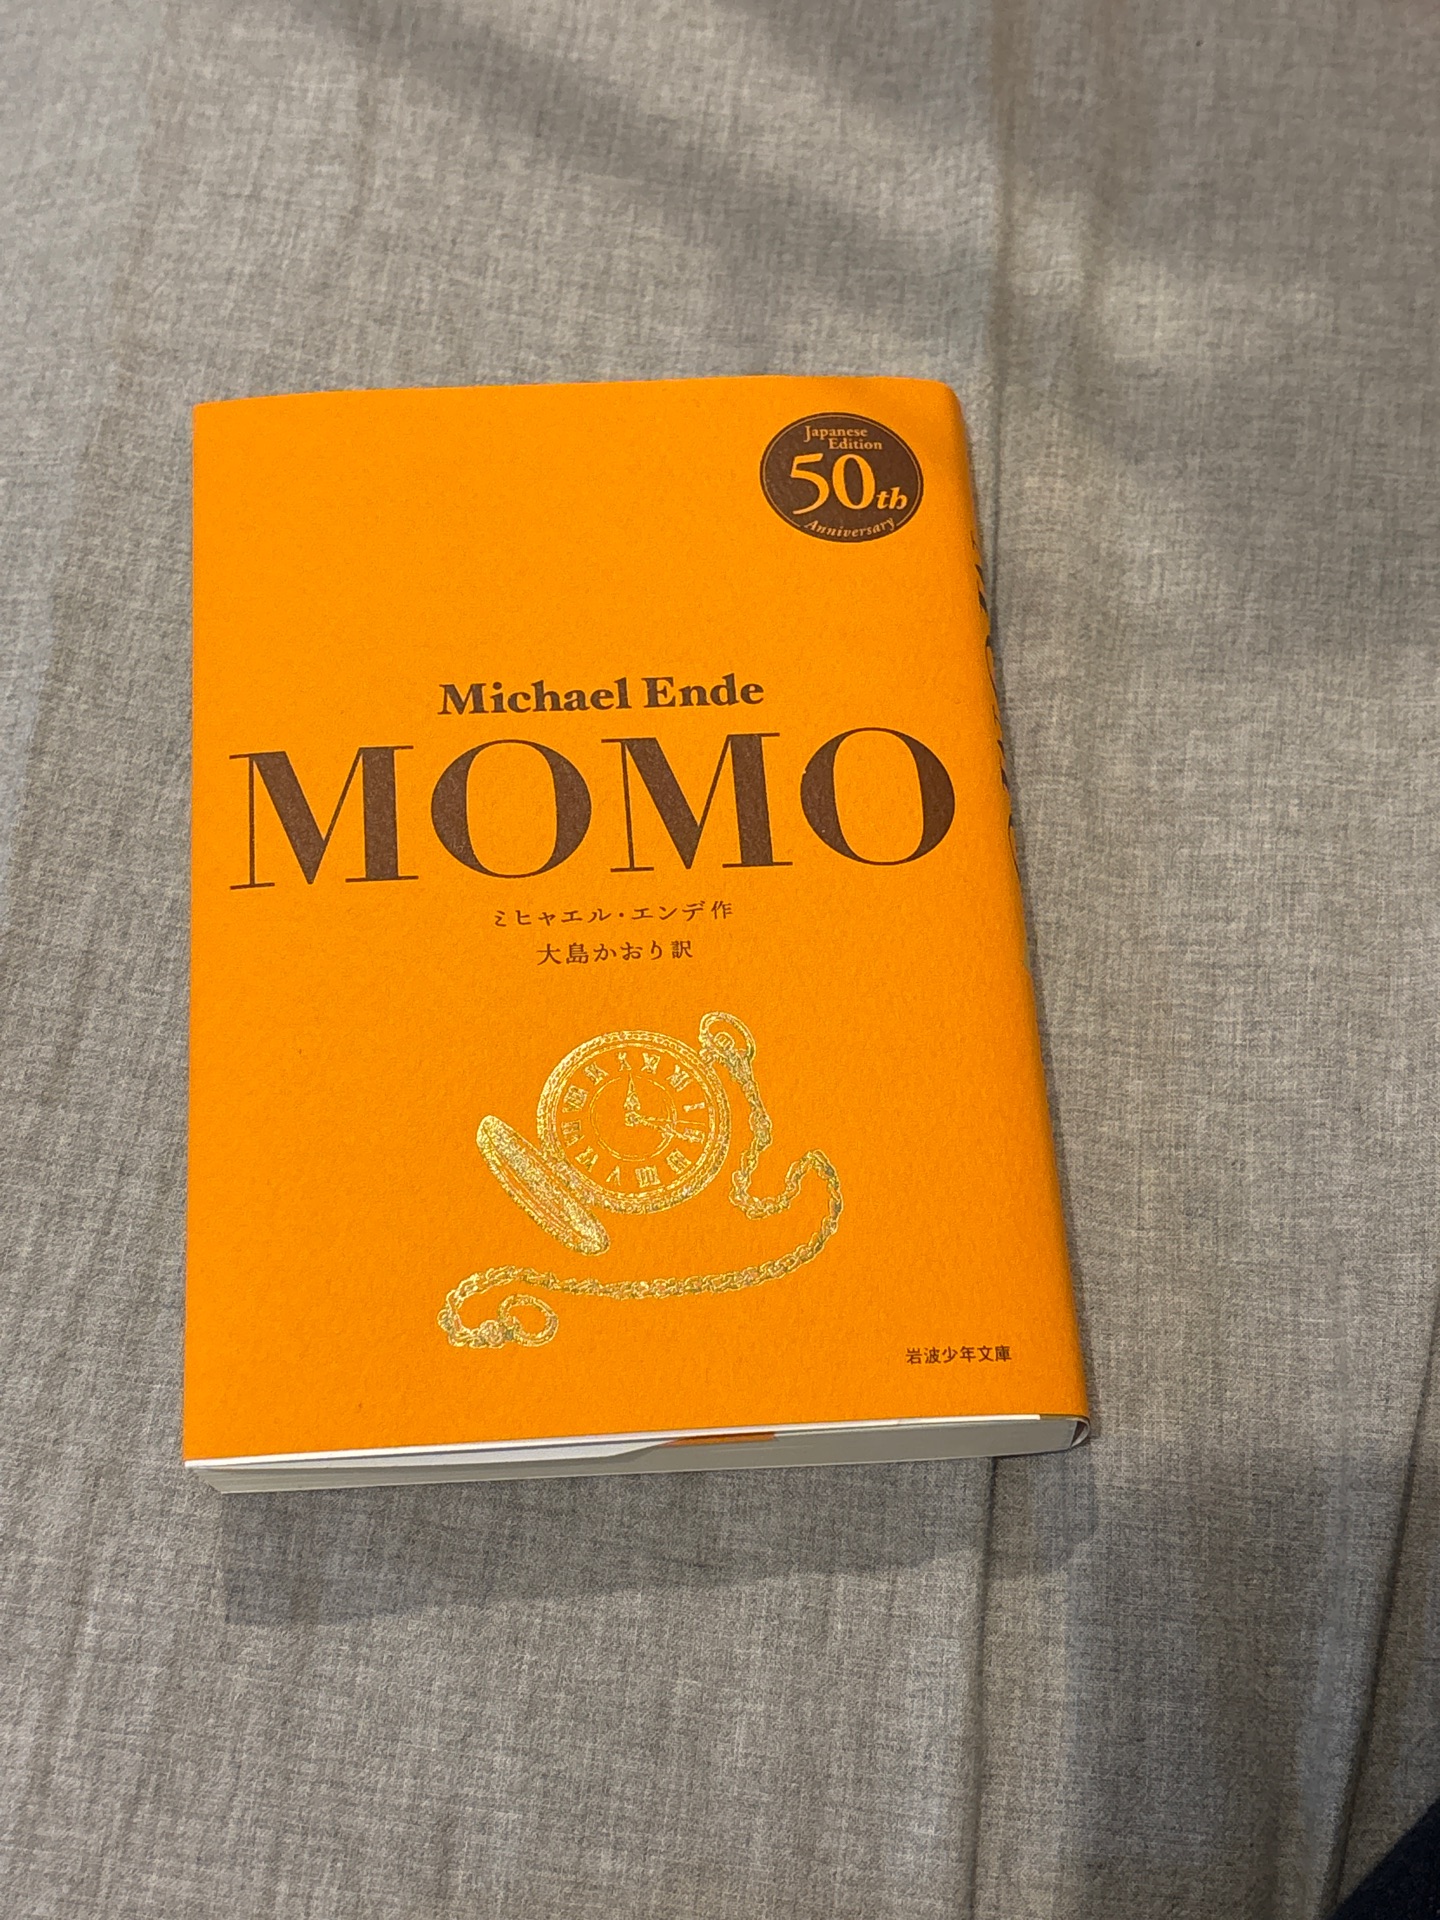 Japanese
Edition
50th
Anniversary
Michael Ende
MOMO
ミヒャエル・エンデ作
大島かおり訳
岩波少年文庫